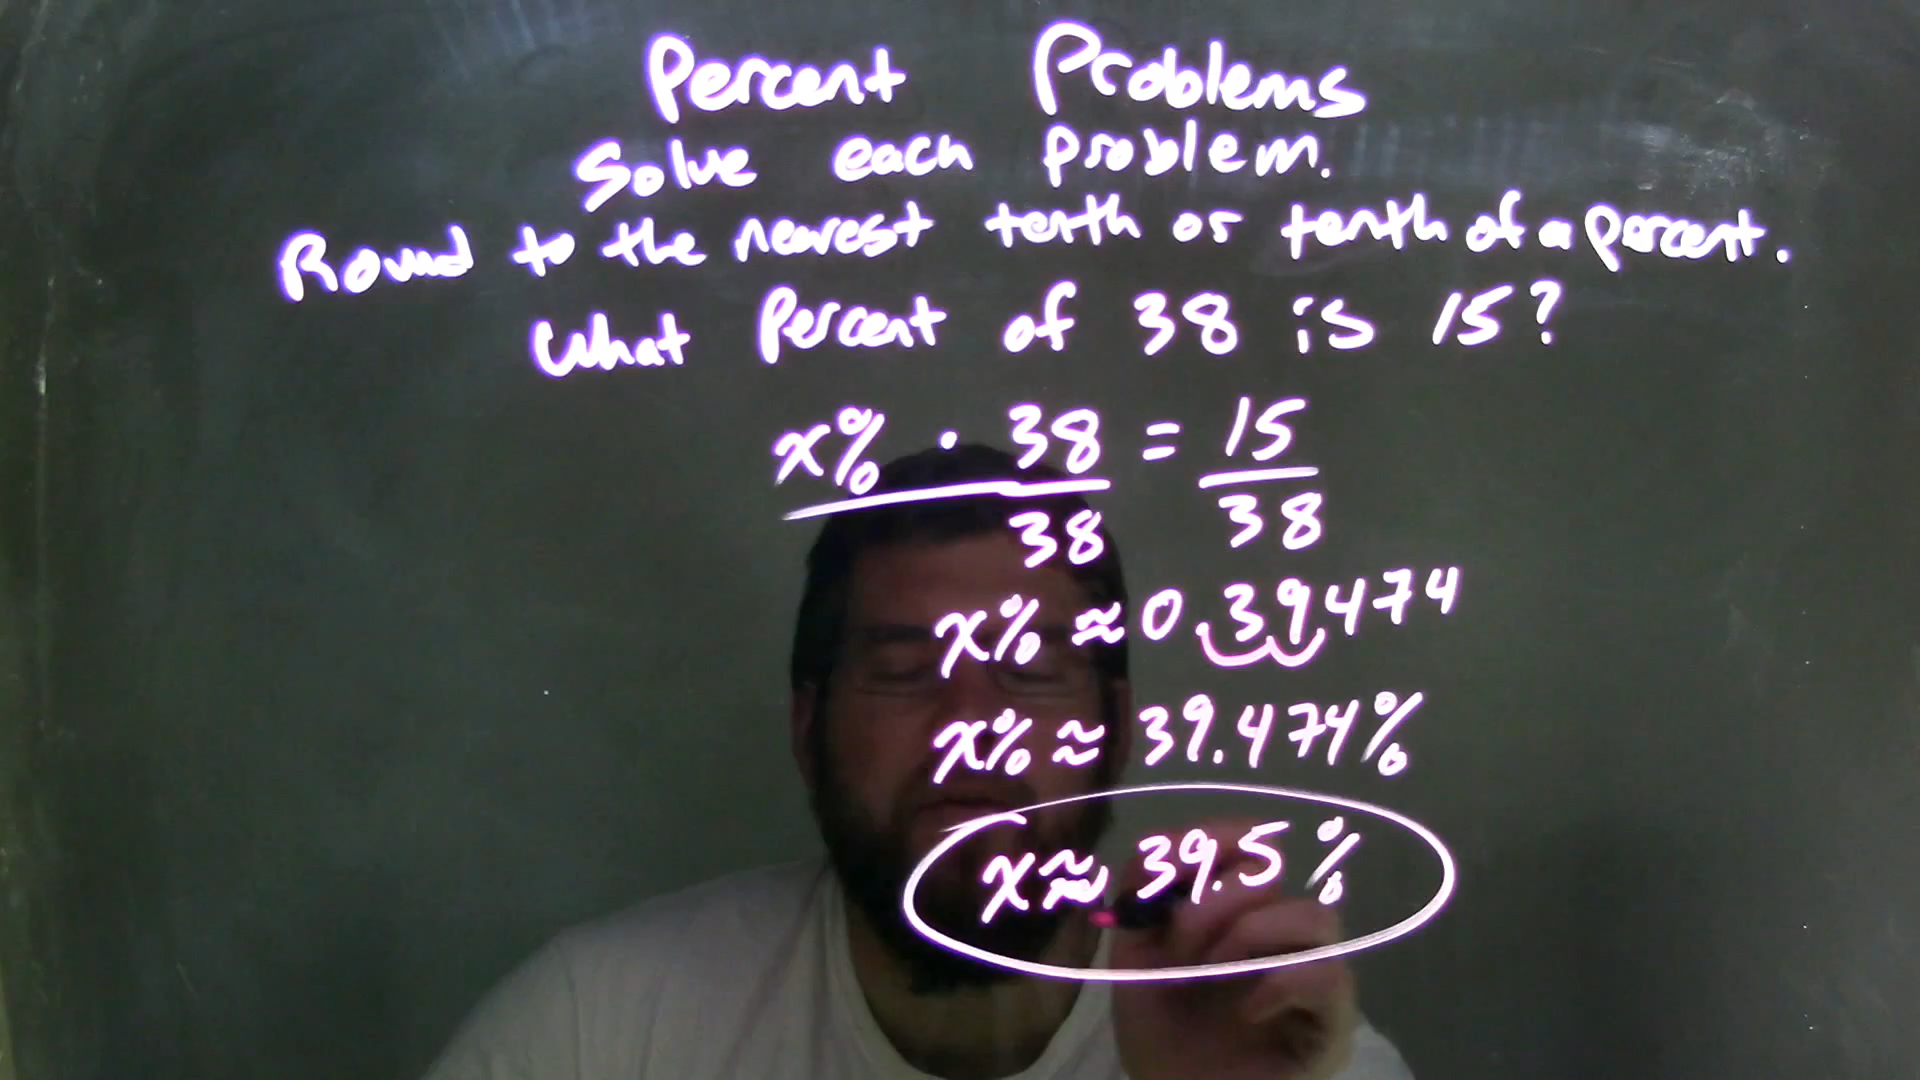 Percent Problems
Solve each problem.
Round to the nearest tenth or tenth of a percent.
What Percent of 38 is 15?
x% · 38 = 15
38 38
x% ≈ 0.39474
x% ≈ 39.474%
x ≈ 39.5%